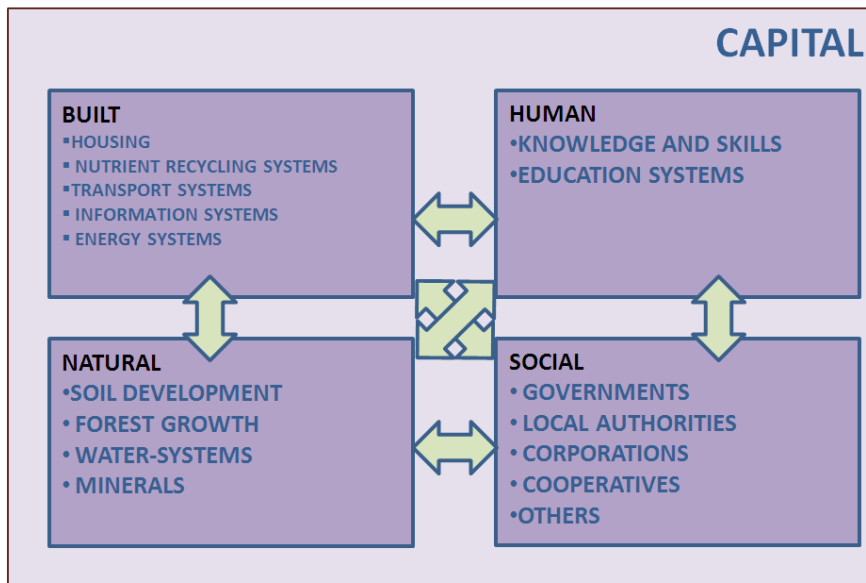 CAPITAL
BUILT
▪HOUSING
▪ NUTRIENT RECYCLING SYSTEMS
▪TRANSPORT SYSTEMS
▪ INFORMATION SYSTEMS
▪ ENERGY SYSTEMS
HUMAN
•KNOWLEDGE AND SKILLS
•EDUCATION SYSTEMS
NATURAL
•SOIL DEVELOPMENT
• FOREST GROWTH
• WATER-SYSTEMS
• MINERALS
SOCIAL
• GOVERNMENTS
• LOCAL AUTHORITIES
• CORPORATIONS
• COOPERATIVES
•OTHERS